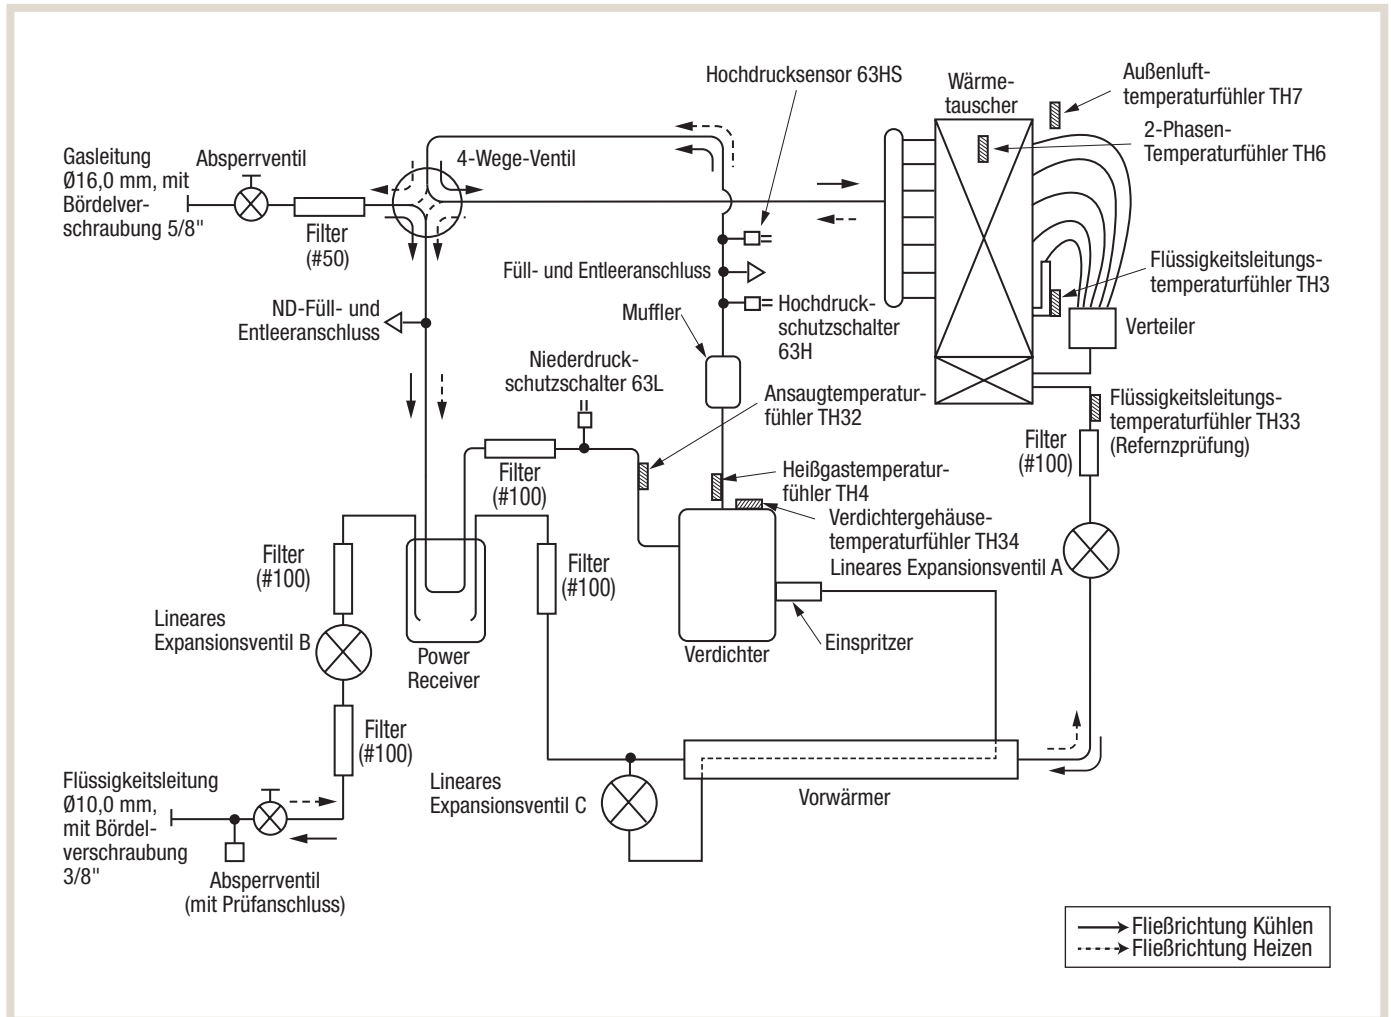 Hochdrucksensor 63HS
Wärme-
tauscher
Außenluft-
temperaturfühler TH7
2-Phasen-
Temperaturfühler TH6
Gasleitung
Ø16,0 mm, mit
Bördelver-
schraubung 5/8"
Absperrventil
4-Wege-Ventil
Filter
(#50)
Füll- und Entleeranschluss
Flüssigkeitsleitungs-
temperaturfühler TH3
ND-Füll- und
Entleeranschluss
Muffler
Hochdruck-
schutzschalter
63H
Verteiler
Niederdruck-
schutzschalter 63L
Ansaugtemperatur-
fühler TH32
Flüssigkeitsleitungs-
temperaturfühler TH33
(Refernzprüfung)
Filter
(#100)
Filter
(#100)
Heißgastemperatur-
fühler TH4
Verdichtergehäuse-
temperaturfühler TH34
Lineares Expansionsventil A
Filter
(#100)
Filter
(#100)
Lineares
Expansionsventil B
Power
Receiver
Verdichter
Einspritzer
Filter
(#100)
Flüssigkeitsleitung
Ø10,0 mm,
mit Bördel-
verschraubung
3/8"
Lineares
Expansionsventil C
Vorwärmer
Absperrventil
(mit Prüfanschluss)
Fließrichtung Kühlen
Fließrichtung Heizen